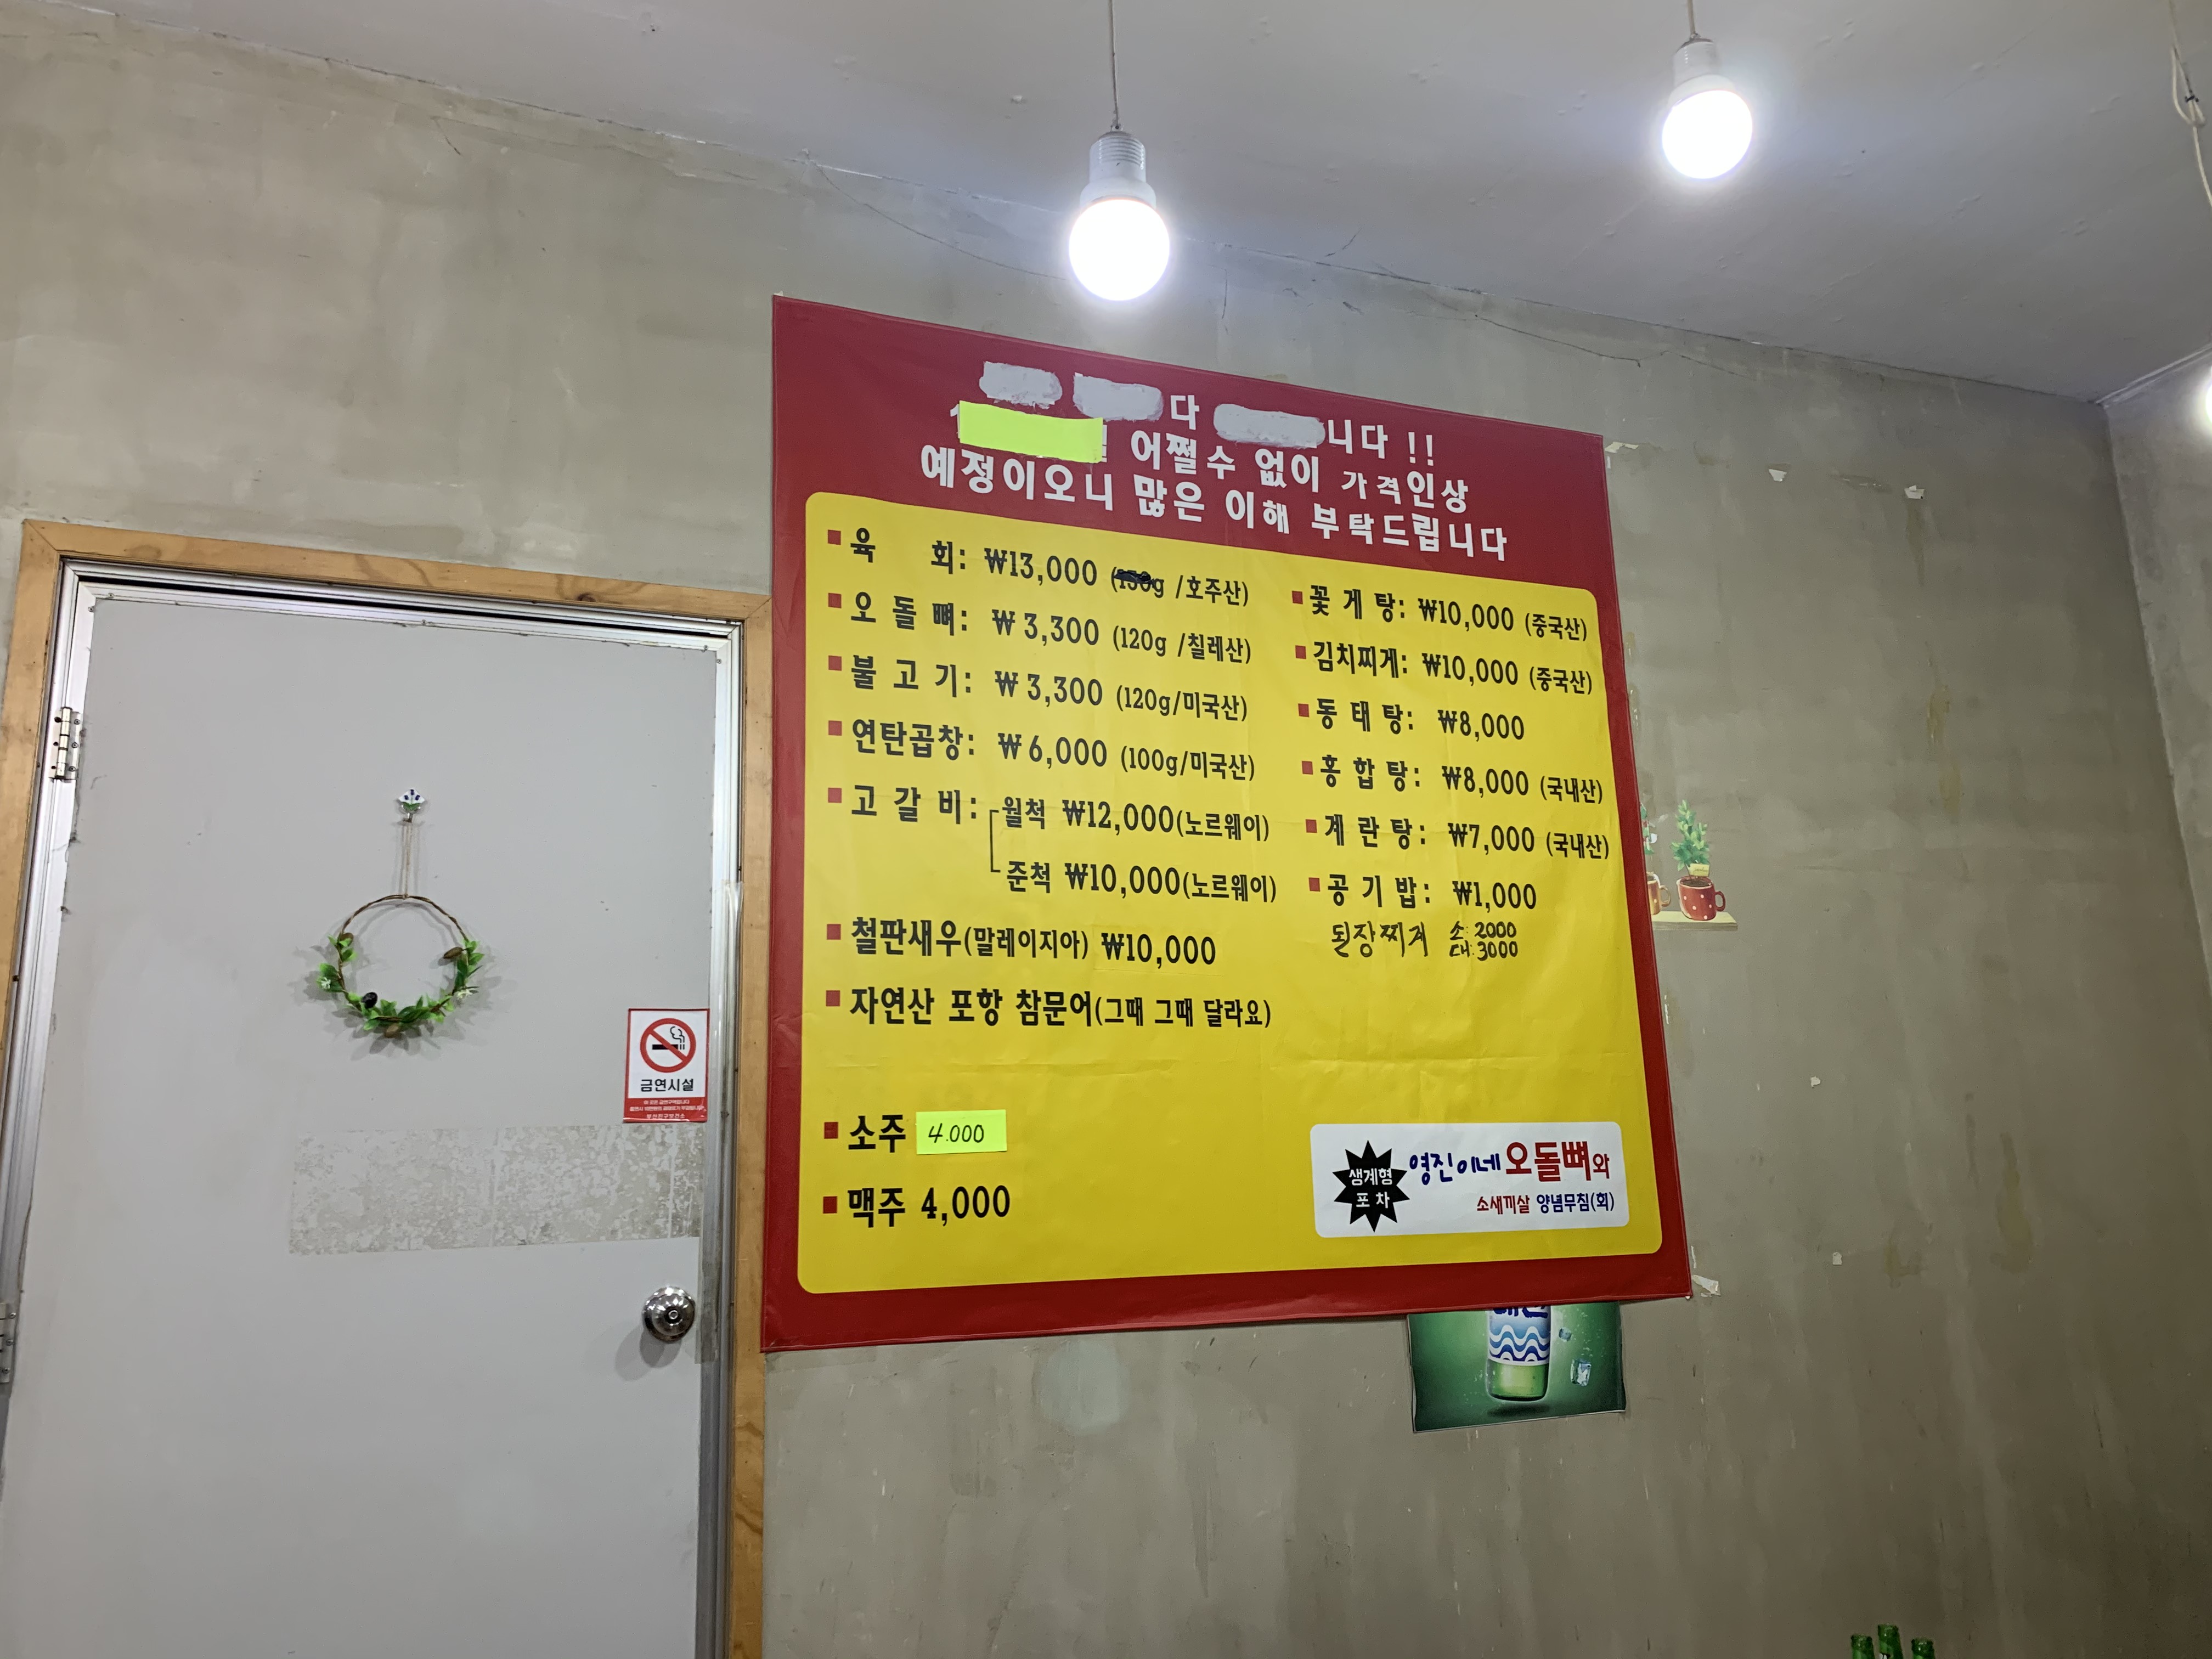 다 니다 !!
어쩔수 없이 가격인상
예정이오니 많은 이해 부탁드립니다
육 회: ₩13,000 ( g /호주산)
오 돌 뼈: ₩ 3,300 (120g /칠레산)
불 고 기: ₩ 3,300 (120g/미국산)
연탄곱창: ₩ 6,000 (100g/미국산)
고 갈 비: 월척 ₩12,000(노르웨이)
준척 ₩10,000(노르웨이)
철판새우(말레이지아) ₩10,000
자연산 포항 참문어(그때 그때 달라요)
소주 4.000
맥주 4,000
꽃 게 탕: ₩10,000 (중국산)
김치찌게: ₩10,000 (중국산)
동 태 탕: ₩8,000
홍 합 탕: ₩8,000 (국내산)
계 란 탕: ₩7,000 (국내산)
공 기 밥: ₩1,000
된장찌게 소: 2000
대: 3000
생계형
포 차
영진이네 오돌뼈와
소새끼살 양념무침(회)
금연시설